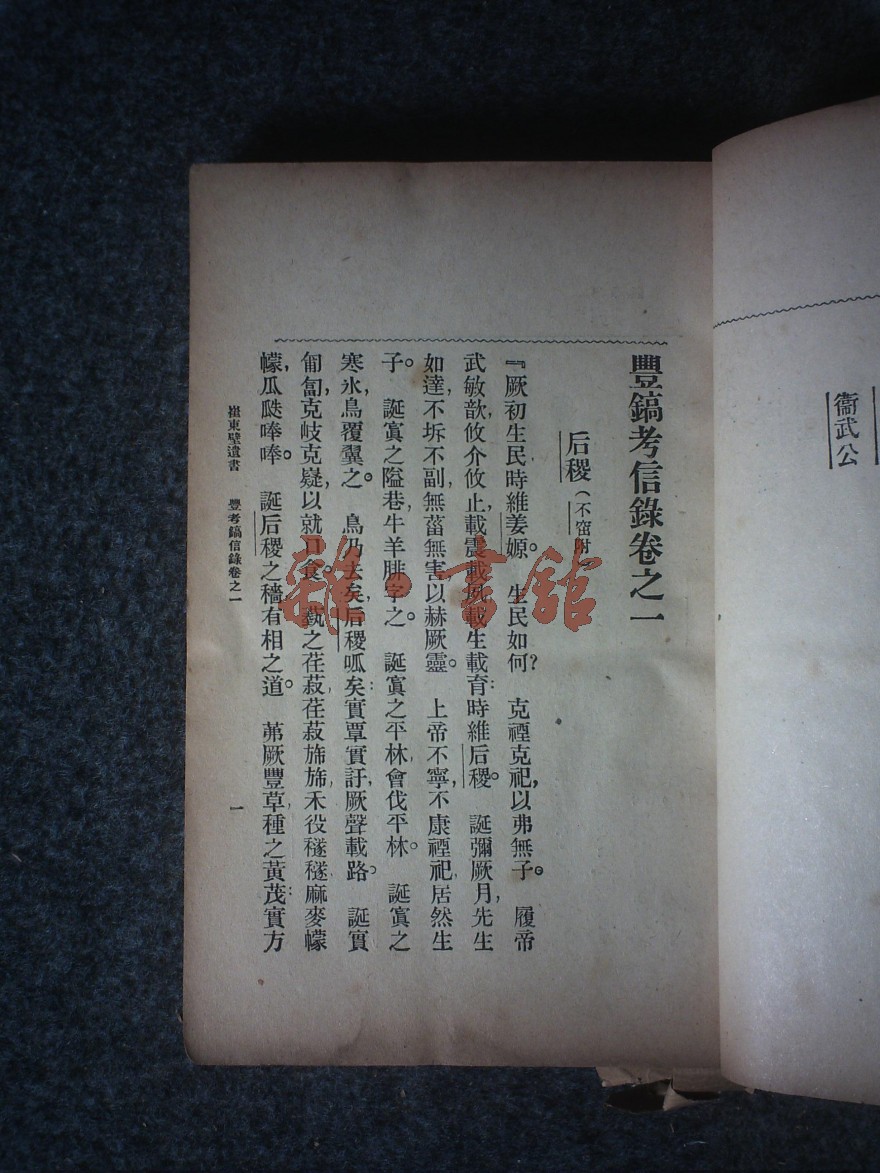 衞武公
豐鎬考信錄卷之一
后稷（不窋附）
『厥初生民時維姜嫄。　生民如何？　克禋克祀，以弗無子。　履帝
武敏歆，攸介攸止，載震載夙，載生載育：時維后稷。　誕彌厥月，先生
如達，不坼不副，無菑無害以赫厥靈。　上帝不寧，不康禋祀，居然生
子。　誕寘之隘巷，牛羊腓字之。　誕寘之平林，會伐平林。　誕寘之
寒冰，鳥覆翼之。　鳥乃去矣，后稷呱矣：實覃實訏，厥聲載路。　誕實
匍匐，克岐克嶷，以就口食。　蓺之荏菽，荏菽旆旆，禾役穟穟，麻麥幪
幪，瓜瓞唪唪。　誕后稷之穡有相之道。　茀厥豐草，種之黃茂：實方
崔東壁遺書　豐考鎬信錄卷之一　一
雜·書館